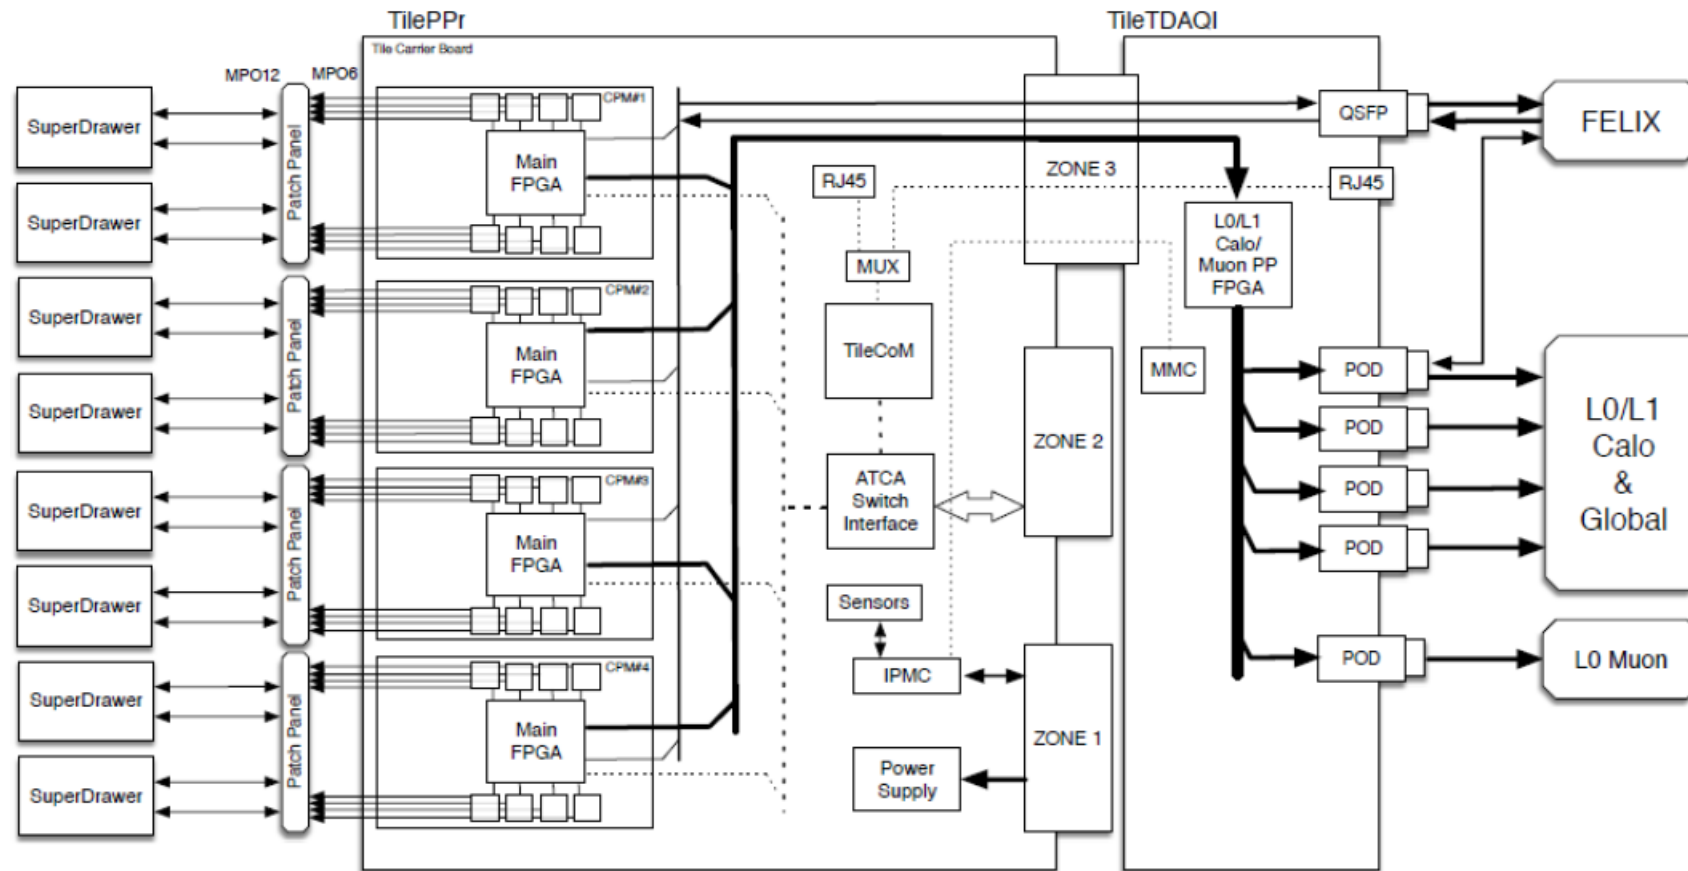 TilePPr
TileTDAQI
Tile Carrier Board
MPO12
MPO6
SuperDrawer
SuperDrawer
SuperDrawer
SuperDrawer
SuperDrawer
SuperDrawer
SuperDrawer
SuperDrawer
Patch Panel
Patch Panel
Patch Panel
Patch Panel
CPM#1
Main
FPGA
CPM#2
Main
FPGA
CPM#3
Main
FPGA
CPM#4
Main
FPGA
RJ45
MUX
TileCoM
ATCA
Switch
Interface
Sensors
IPMC
Power
Supply
ZONE 3
ZONE 2
ZONE 1
QSFP
RJ45
L0/L1
Calo/
Muon PP
FPGA
MMC
POD
POD
POD
POD
POD
FELIX
L0/L1
Calo
&
Global
L0 Muon